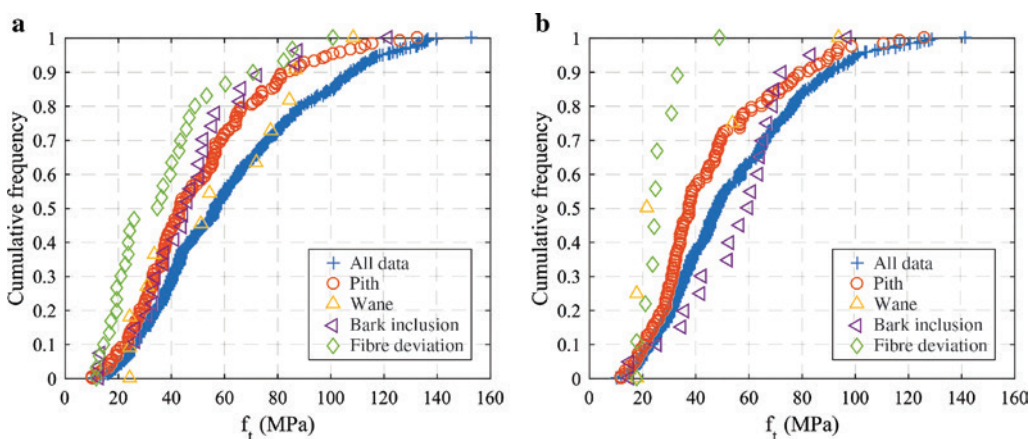 a
1
0.9
0.8
0.7
0.6
0.5
0.4
0.3
0.2
0.1
0
Cumulative frequency
All data
Pith
Wane
Bark inclusion
Fibre deviation
0 20 40 60 80 100 120 140 160
f_t (MPa)
b
1
0.9
0.8
0.7
0.6
0.5
0.4
0.3
0.2
0.1
0
Cumulative frequency
All data
Pith
Wane
Bark inclusion
Fibre deviation
0 20 40 60 80 100 120 140 160
f_t (MPa)